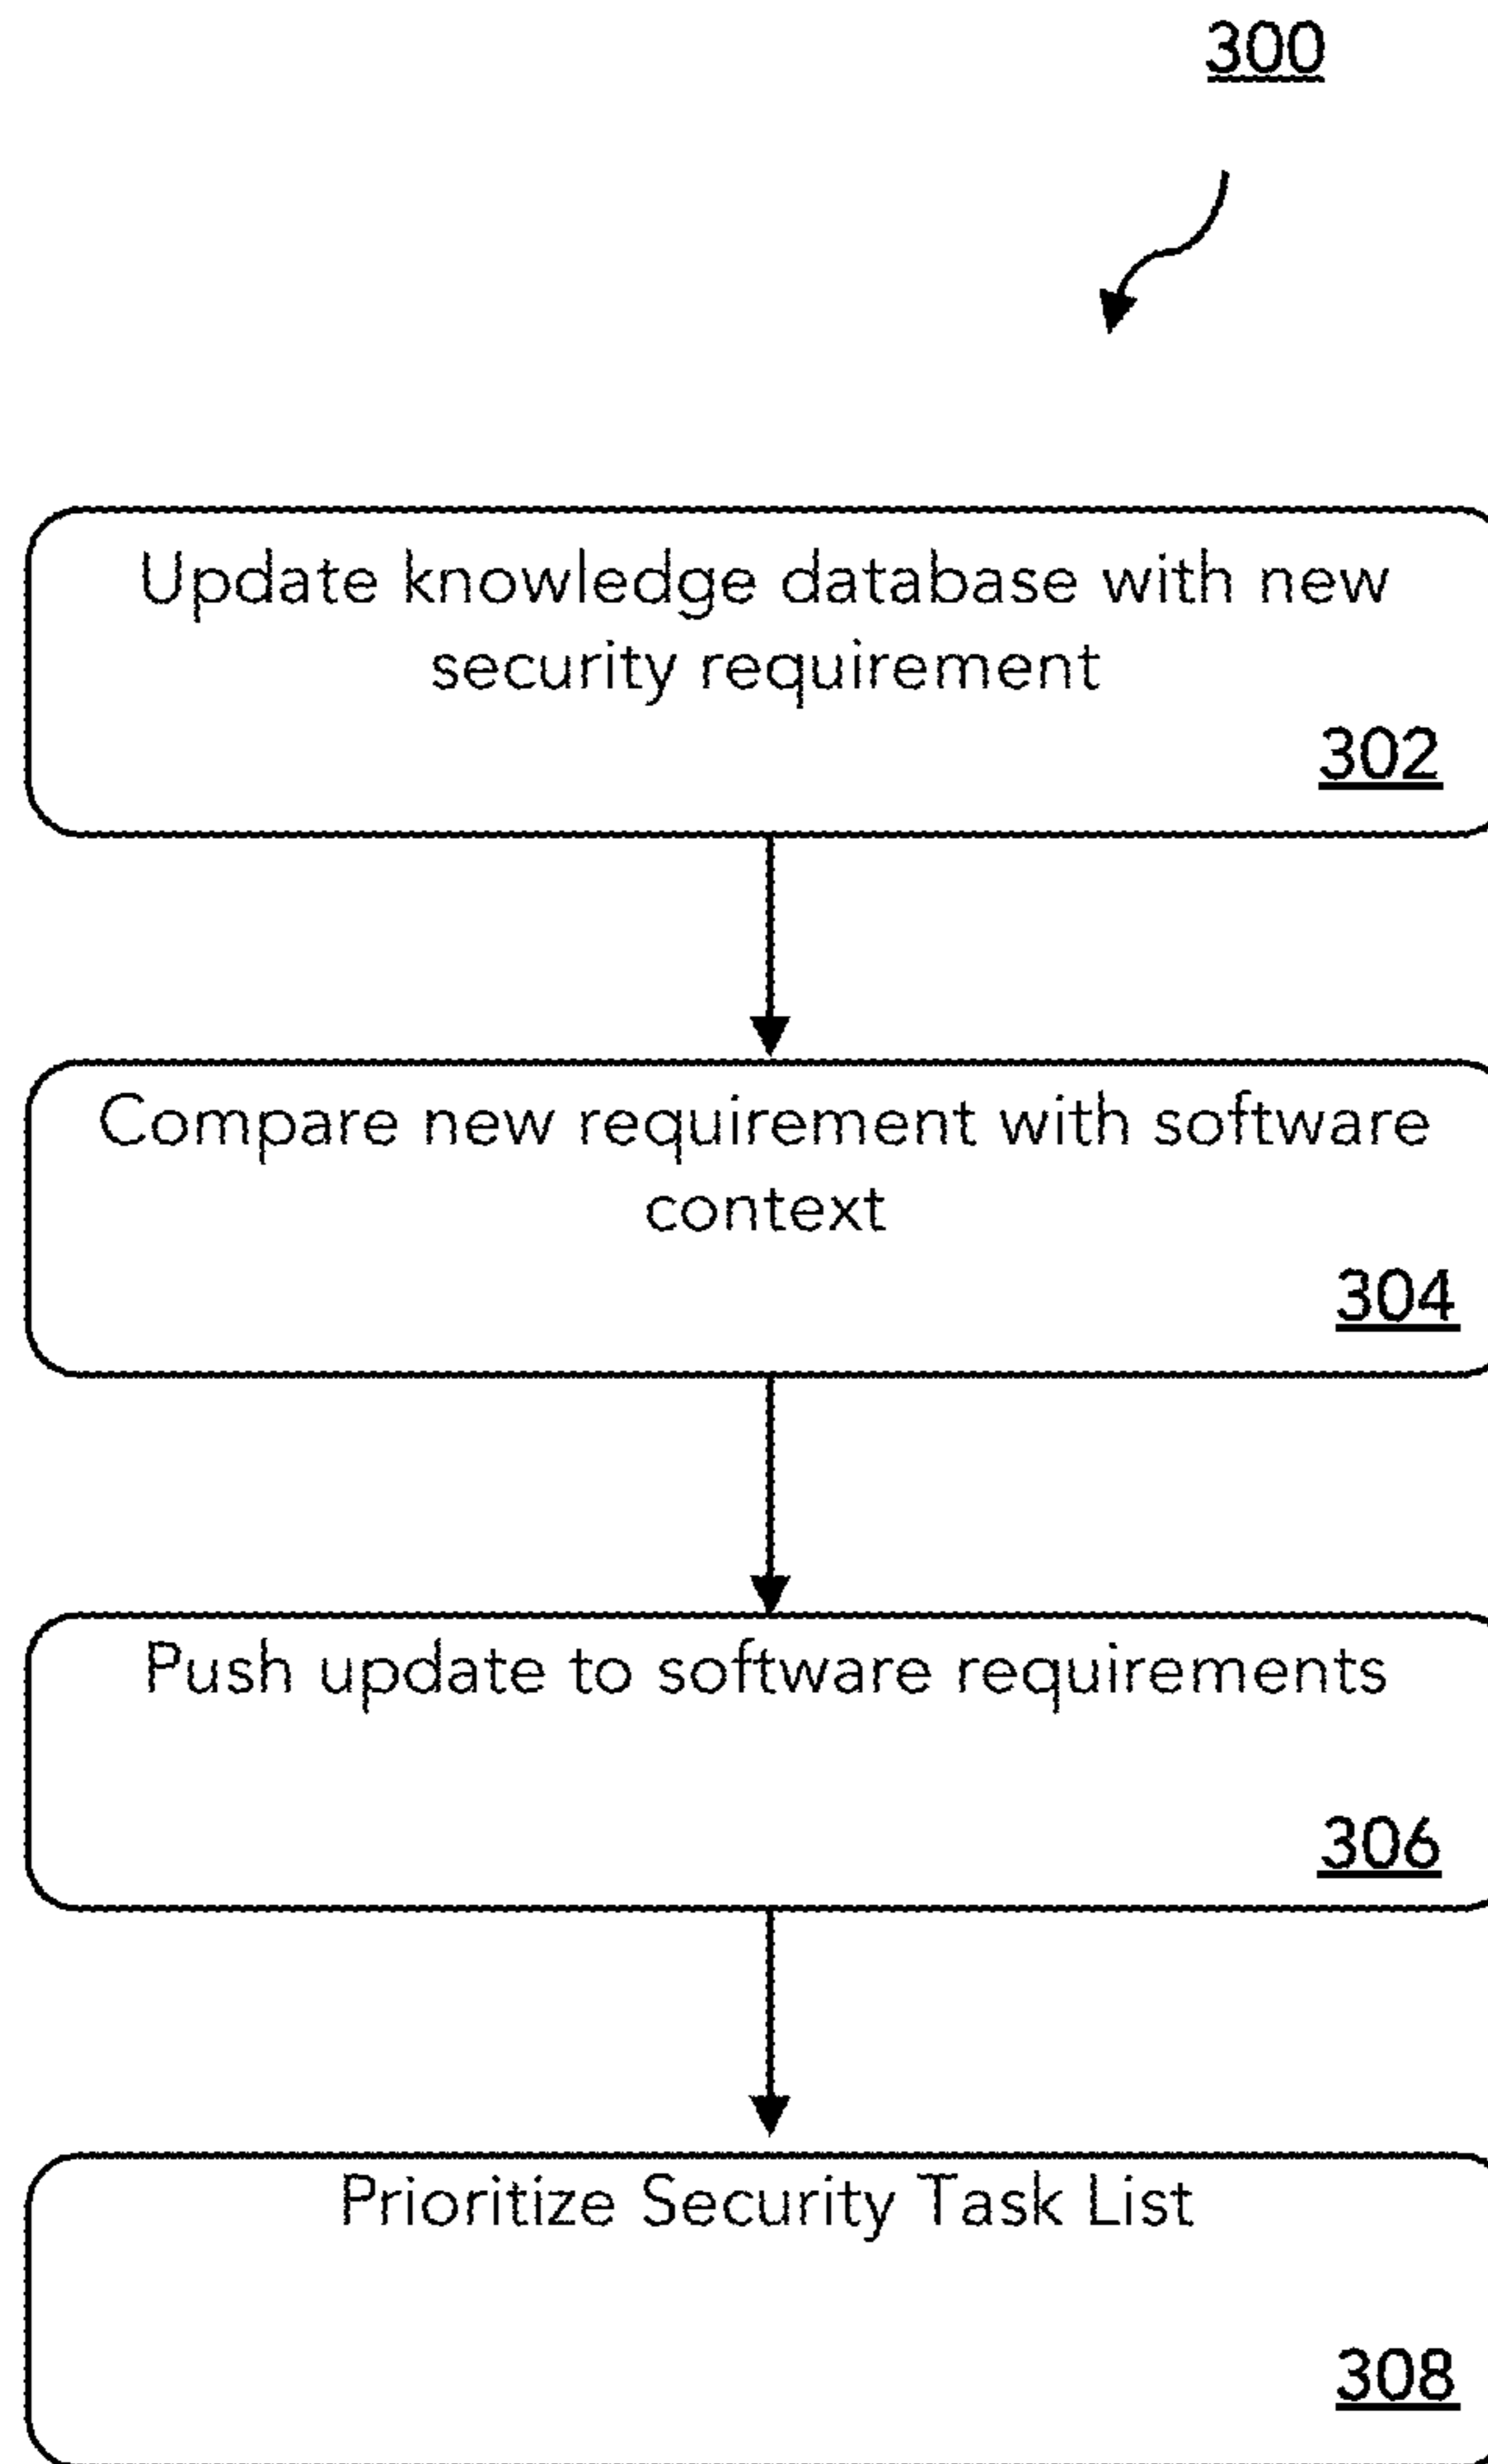 300
Update knowledge database with new
security requirement
302
Compare new requirement with software
context
304
Push update to software requirements
306
Prioritize Security Task List
308